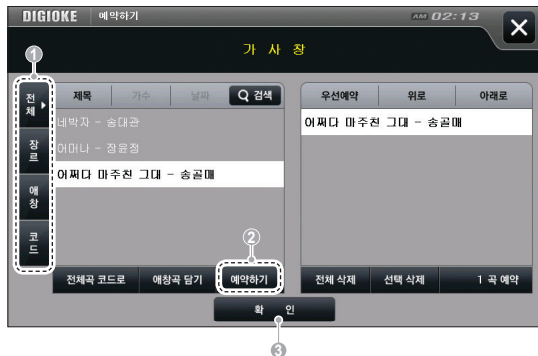 DIGIOKE 예약하기 AM 02:13
가 사 창
1
전체
장르
애창
코드
제목 가수 날짜 검색
네박자 - 송대관
어머나 - 장윤정
어쩌다 마주친 그대 - 송골매
전체곡 코드로 애창곡 담기 예약하기
2
우선예약 위로 아래로
어쩌다 마주친 그대 - 송골매
전체 삭제 선택 삭제 1 곡 예약
확 인
3